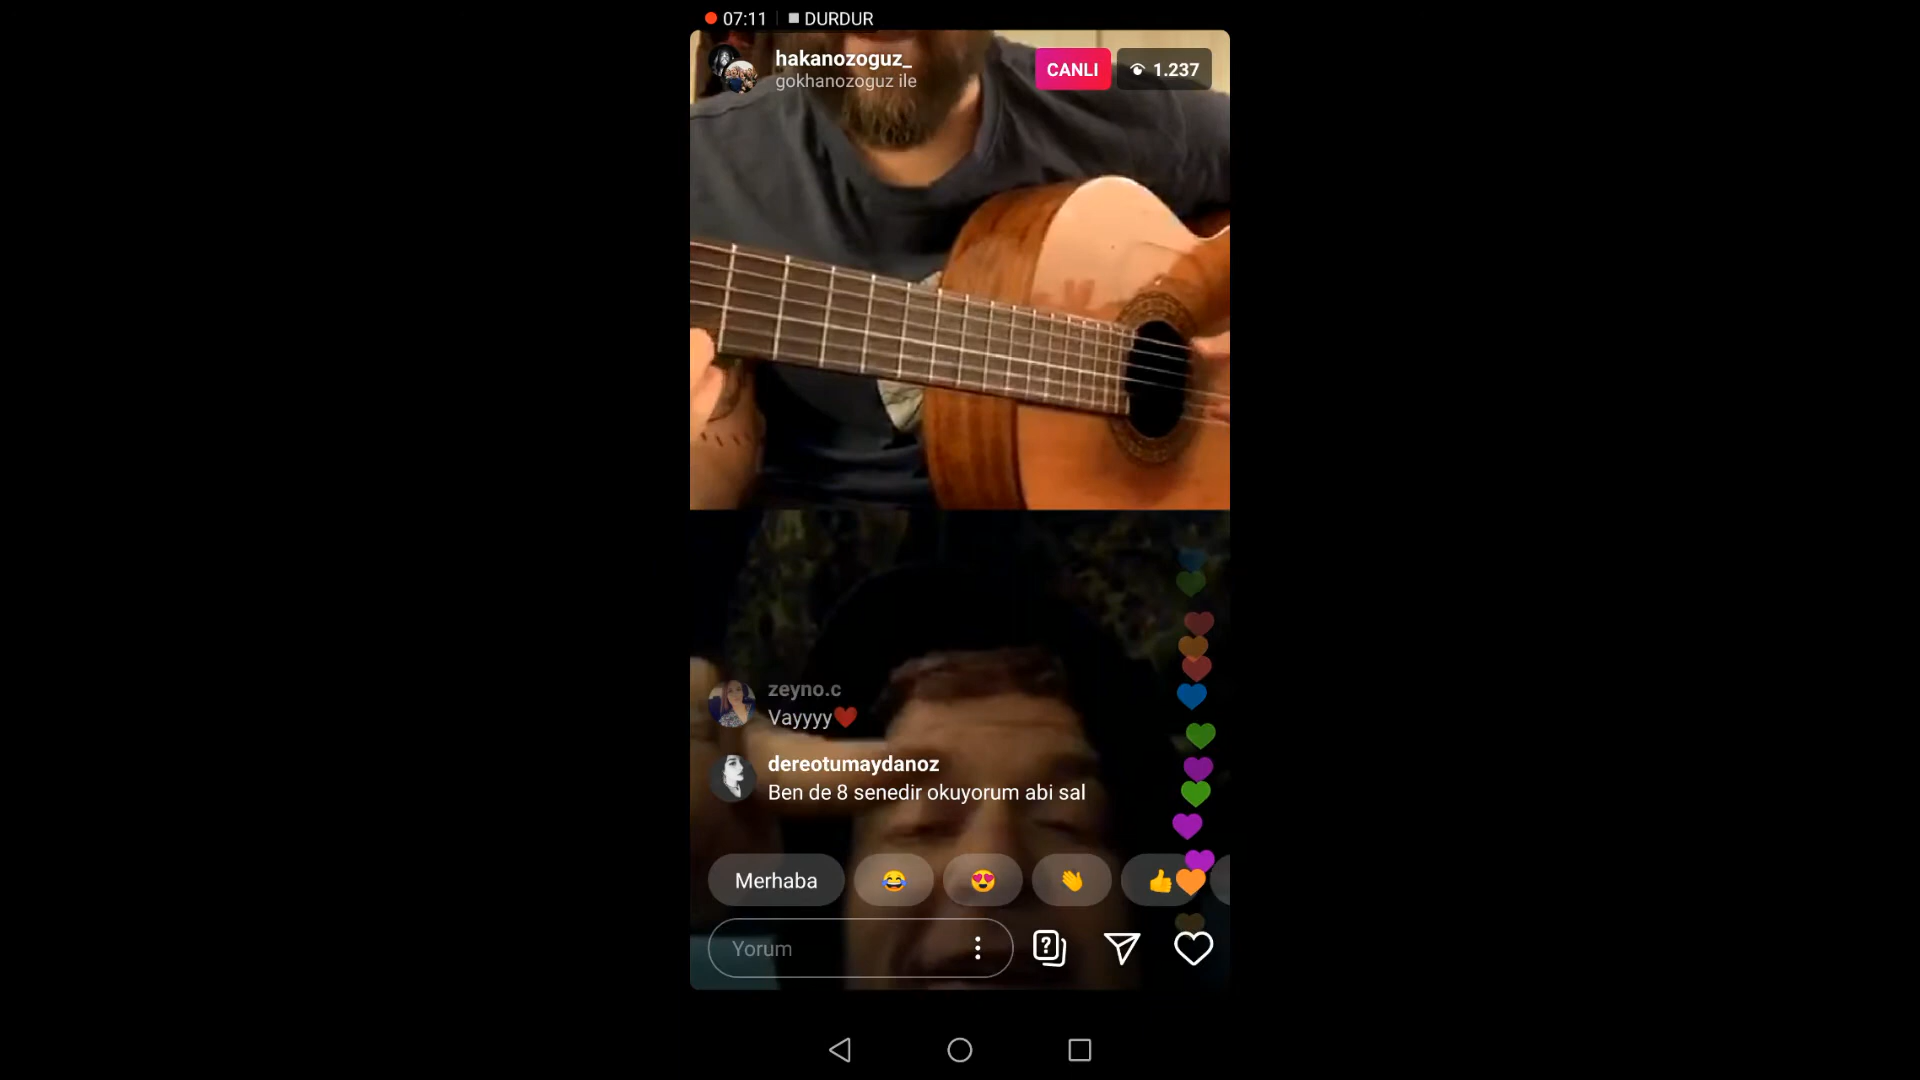 07:11 DURDUR
hakanozoguz_
gokhanozoguz ile
CANLI
1.237
zeyno.c
Vayyyy❤️
dereotumaydanoz
Ben de 8 senedir okuyorum abi sal
Merhaba
Yorum